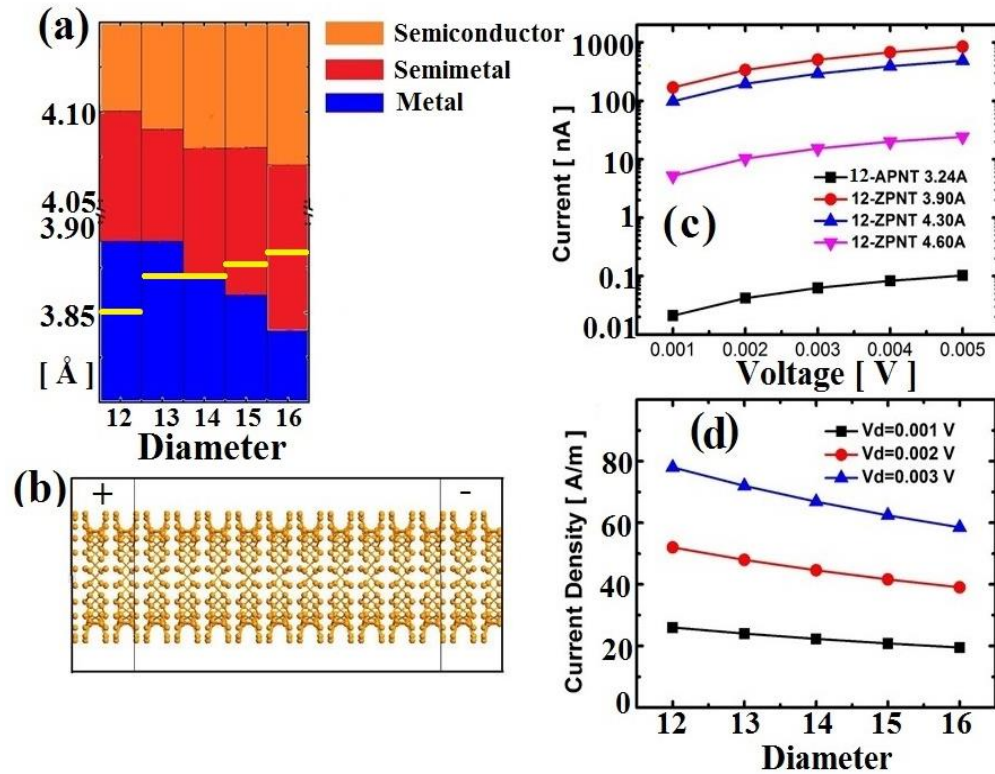 (a)
Semiconductor
Semimetal
Metal
4.10
4.05
3.90
3.85
[ Å ]
12 13 14 15 16
Diameter
(b)
+ -
Current [ nA ]
1000
100
10
1
0.1
0.01
(c)
12-APNT 3.24A
12-ZPNT 3.90A
12-ZPNT 4.30A
12-ZPNT 4.60A
0.001 0.002 0.003 0.004 0.005
Voltage [ V ]
(d)
Vd=0.001 V
Vd=0.002 V
Vd=0.003 V
Current Density [ A/m ]
80
60
40
20
0
12 13 14 15 16
Diameter